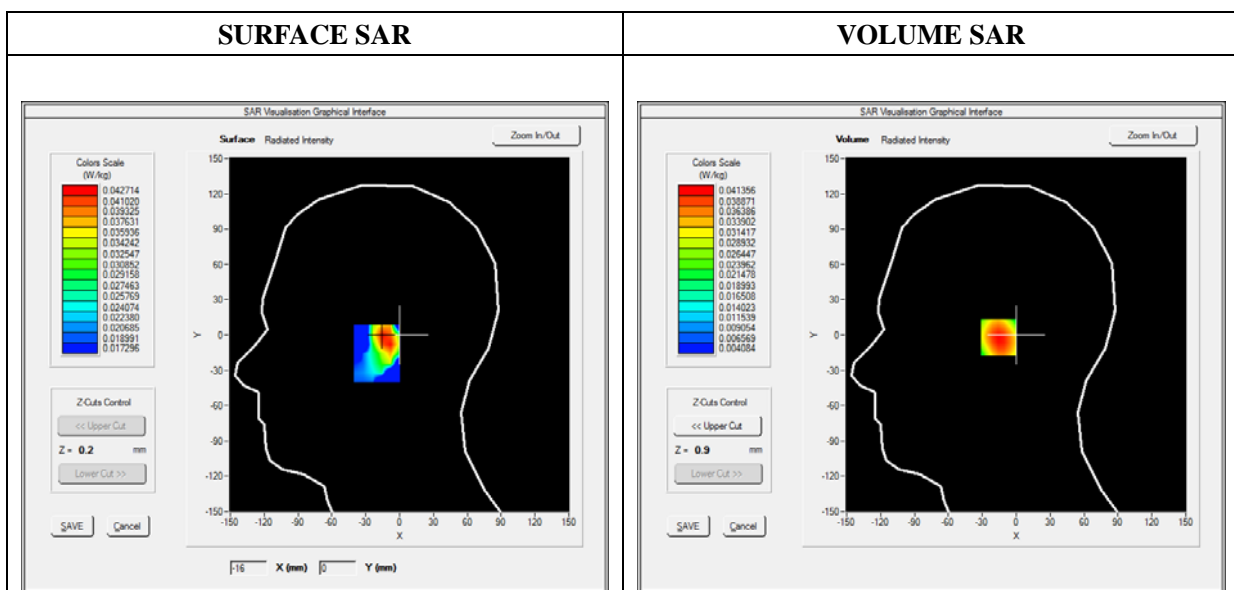 SURFACE SAR
VOLUME SAR
SAR Visualisation Graphical Interface
Surface Radiated Intensity
Zoom In/Out
Colors Scale
(W/kg)
0.042714
0.041020
0.039325
0.037631
0.035936
0.034242
0.032547
0.030852
0.029158
0.027463
0.025769
0.024074
0.022380
0.020685
0.018991
0.017296
Z-Cuts Control
<< Upper Cut
Z = 0.2 mm
Lower Cut >>
SAVE Cancel
150
120
90
60
30
0
-30
-60
-90
-120
-150
Y
-150 -120 -90 -60 -30 0 30 60 90 120 150
X
-16 X (mm) 0 Y (mm)
SAR Visualisation Graphical Interface
Volume Radiated Intensity
Zoom In/Out
Colors Scale
(W/kg)
0.041356
0.038871
0.036386
0.033902
0.031417
0.028932
0.026447
0.023962
0.021478
0.018993
0.016508
0.014023
0.011539
0.009054
0.006569
0.004084
Z-Cuts Control
<< Upper Cut
Z = 0.9 mm
Lower Cut >>
SAVE Cancel
150
120
90
60
30
0
-30
-60
-90
-120
-150
Y
-150 -120 -90 -60 -30 0 30 60 90 120 150
X